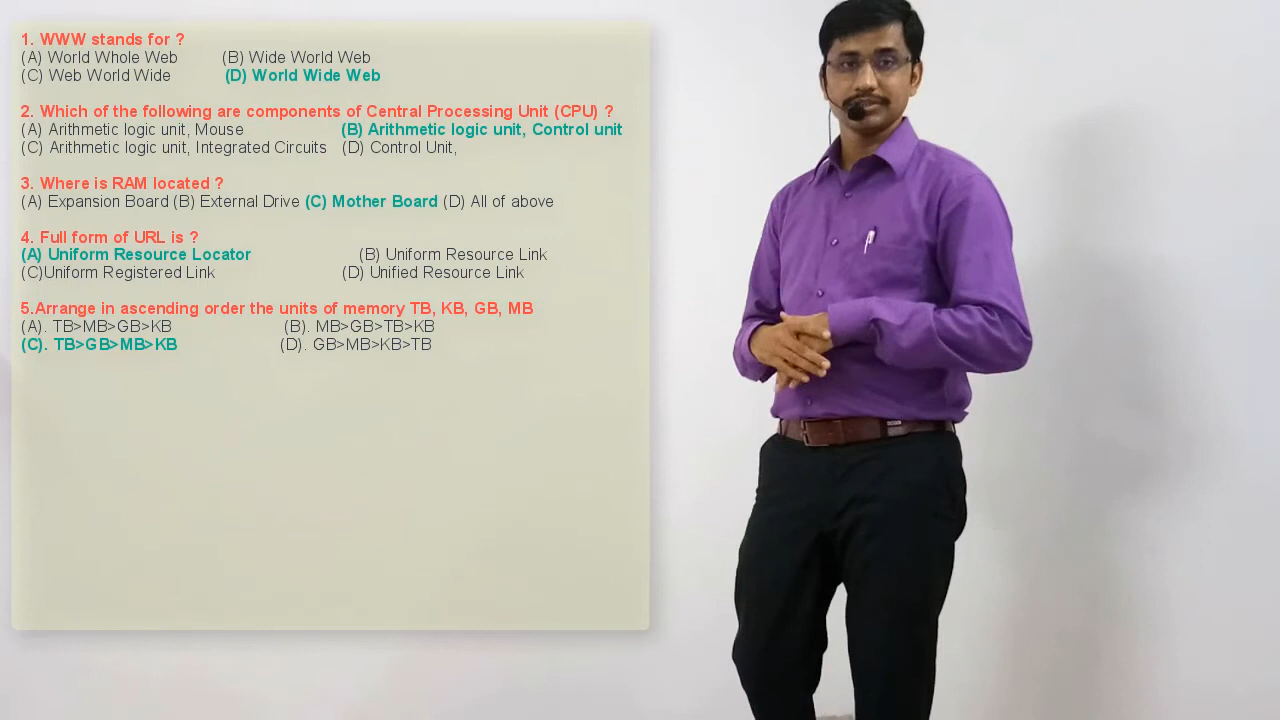 1. WWW stands for ?
(A) World Whole Web (B) Wide World Web
(C) Web World Wide (D) World Wide Web
2. Which of the following are components of Central Processing Unit (CPU) ?
(A) Arithmetic logic unit, Mouse (B) Arithmetic logic unit, Control unit
(C) Arithmetic logic unit, Integrated Circuits (D) Control Unit,
3. Where is RAM located ?
(A) Expansion Board (B) External Drive (C) Mother Board (D) All of above
4. Full form of URL is ?
(A) Uniform Resource Locator (B) Uniform Resource Link
(C)Uniform Registered Link (D) Unified Resource Link
5.Arrange in ascending order the units of memory TB, KB, GB, MB
(A). TB>MB>GB>KB (B). MB>GB>TB>KB
(C). TB>GB>MB>KB (D). GB>MB>KB>TB